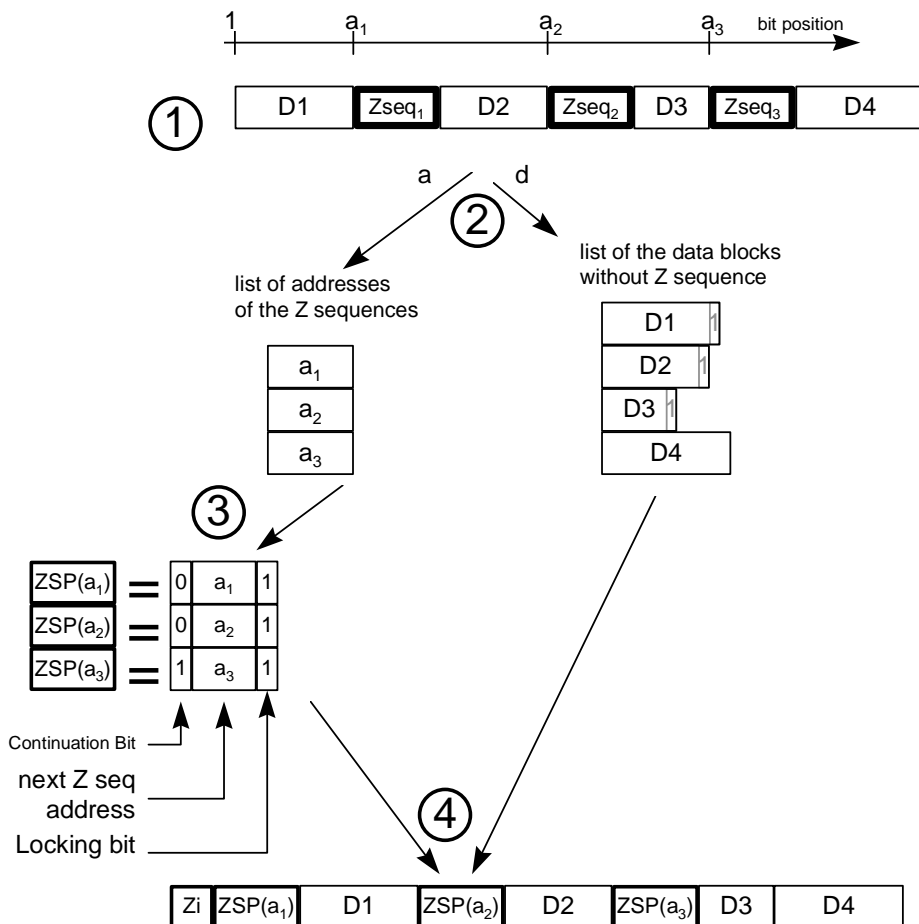 1 a₁ a₂ a₃ bit position
D1 Zseq₁ D2 Zseq₂ D3 Zseq₃ D4
1
a d
2
list of addresses
of the Z sequences
list of the data blocks
without Z sequence
D1 1
D2 1
D3 1
D4
a₁
a₂
a₃
3
ZSP(a₁) = 0 a₁ 1
ZSP(a₂) = 0 a₂ 1
ZSP(a₃) = 1 a₃ 1
Continuation Bit
next Z seq
address
Locking bit
4
Zi ZSP(a₁) D1 ZSP(a₂) D2 ZSP(a₃) D3 D4